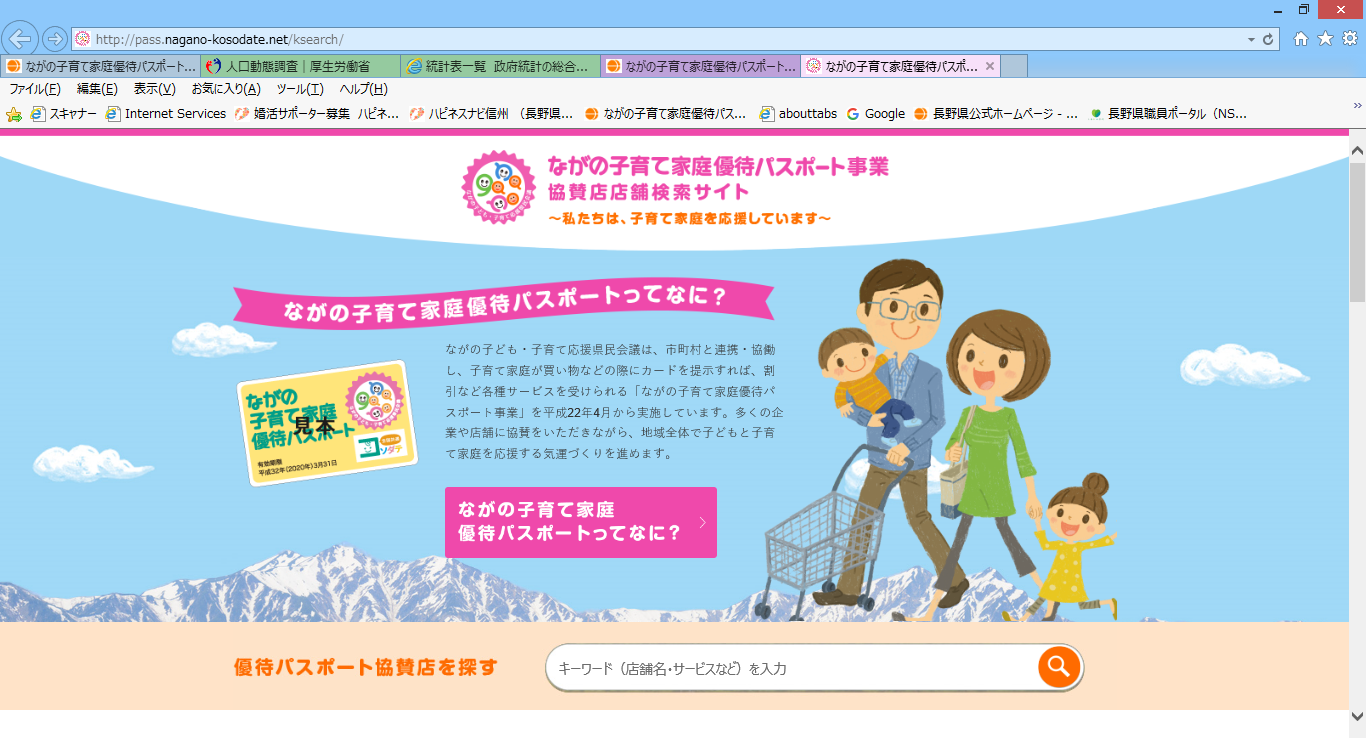 http://pass.nagano-kosodate.net/ksearch/
ながの子育て家庭優待パスポート...
人口動態調査｜厚生労働省
統計表一覧 政府統計の総合...
ながの子育て家庭優待パスポート...
ながの子育て家庭優待パスポ...
ファイル(F) 編集(E) 表示(V) お気に入り(A) ツール(T) ヘルプ(H)
スキャナー
Internet Services
婚活サポーター募集 ハピネ...
ハピネスナビ信州 （長野県...
ながの子育て家庭優待パス...
abouttabs
Google
長野県公式ホームページ - ...
長野県職員ポータル（NS...
ながの子育て家庭優待パスポート事業
協賛店店舗検索サイト
～私たちは、子育て家庭を応援しています～
ながの子育て家庭優待パスポートってなに？
ながの子ども・子育て応援県民会議は、市町村と連携・協働
し、子育て家庭が買い物などの際にカードを提示すれば、割
引など各種サービスを受けられる「ながの子育て家庭優待パ
スポート事業」を平成22年4月から実施しています。多くの企
業や店舗に協賛をいただきながら、地域全体で子どもと子育
て家庭を応援する気運づくりを進めます。
ながの
子育て家庭
優待パスポート
見本
コソダテ
有効期限
平成32年(2020年)3月31日
ながの子育て家庭
優待パスポートってなに？
優待パスポート協賛店を探す
キーワード（店舗名・サービスなど）を入力